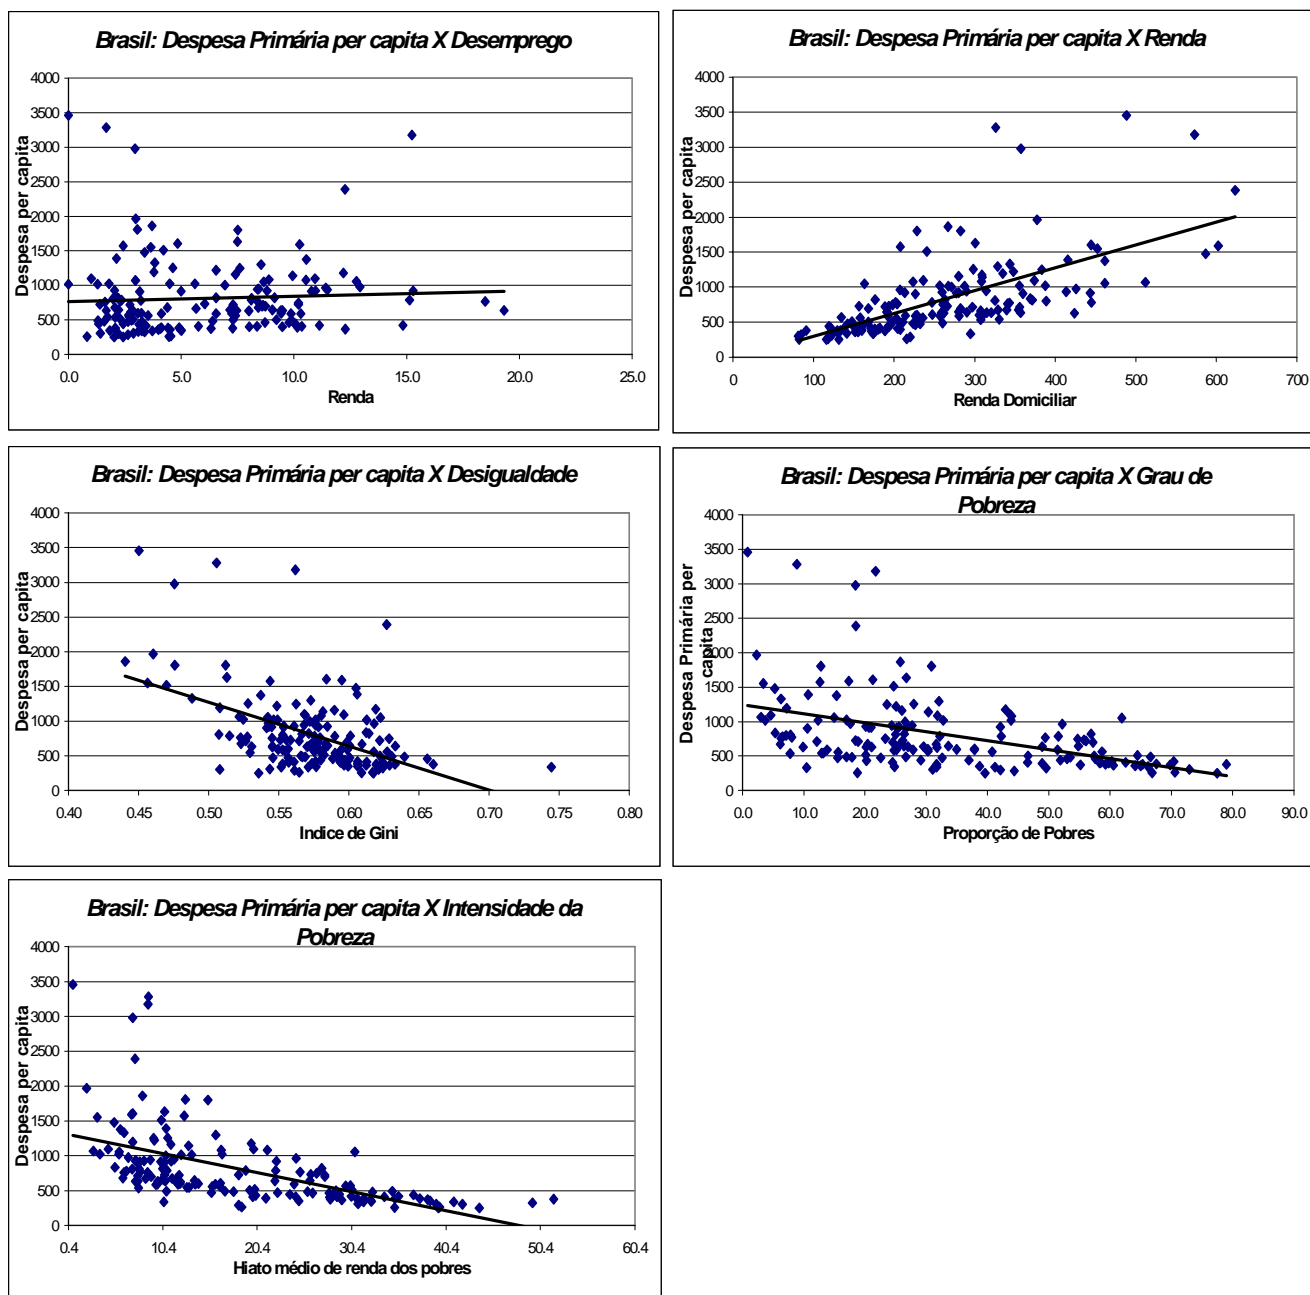 Brasil: Despesa Primária per capita X Desemprego
4000
3500
3000
2500
2000
1500
1000
500
0
Despesa per capita
0.0 5.0 10.0 15.0 20.0 25.0
Renda
Brasil: Despesa Primária per capita X Renda
4000
3500
3000
2500
2000
1500
1000
500
0
Despesa per capita
0 100 200 300 400 500 600 700
Renda Domiciliar
Brasil: Despesa Primária per capita X Desigualdade
4000
3500
3000
2500
2000
1500
1000
500
0
Despesa per capita
0.40 0.45 0.50 0.55 0.60 0.65 0.70 0.75 0.80
Indice de Gini
Brasil: Despesa Primária per capita X Grau de
Pobreza
4000
3500
3000
2500
2000
1500
1000
500
0
Despesa Primária per
capita
0.0 10.0 20.0 30.0 40.0 50.0 60.0 70.0 80.0 90.0
Proporção de Pobres
Brasil: Despesa Primária per capita X Intensidade da
Pobreza
4000
3500
3000
2500
2000
1500
1000
500
0
Despesa per capita
0.4 10.4 20.4 30.4 40.4 50.4 60.4
Hiato médio de renda dos pobres